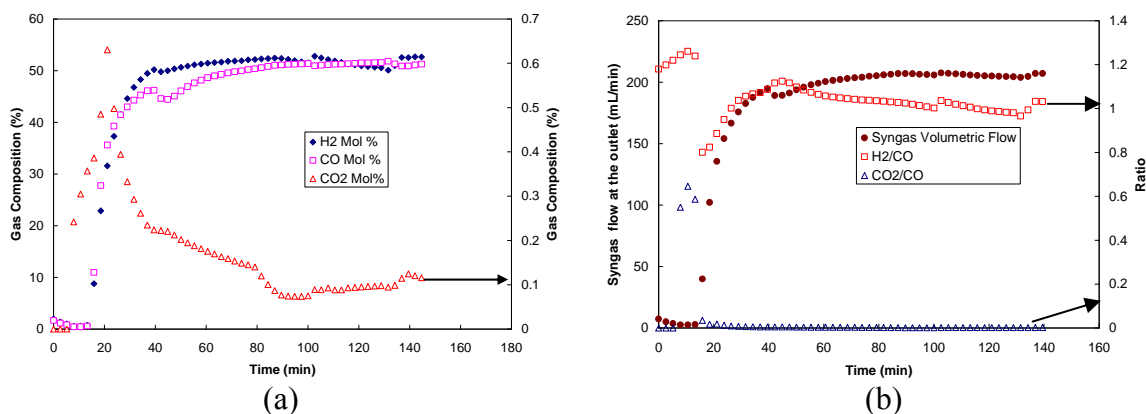 60
50
40
30
20
10
0
0.7
0.6
0.5
0.4
0.3
0.2
0.1
0
Gas Composition (%)
Gas Composition (%)
H2 Mol %
CO Mol %
CO2 Mol%
0 20 40 60 80 100 120 140 160 180
Time (min)
(a)
250
200
150
100
50
0
1.4
1.2
1
0.8
0.6
0.4
0.2
0
Syngas flow at the outlet (mL/min)
Ratio
Syngas Volumetric Flow
H2/CO
CO2/CO
0 20 40 60 80 100 120 140 160
Time (min)
(b)